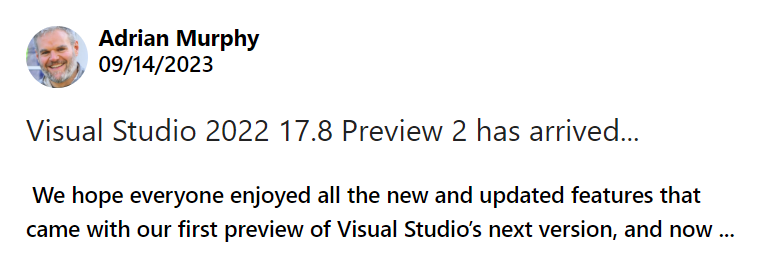 Adrian Murphy
09/14/2023
Visual Studio 2022 17.8 Preview 2 has arrived...
We hope everyone enjoyed all the new and updated features that
came with our first preview of Visual Studio’s next version, and now ...